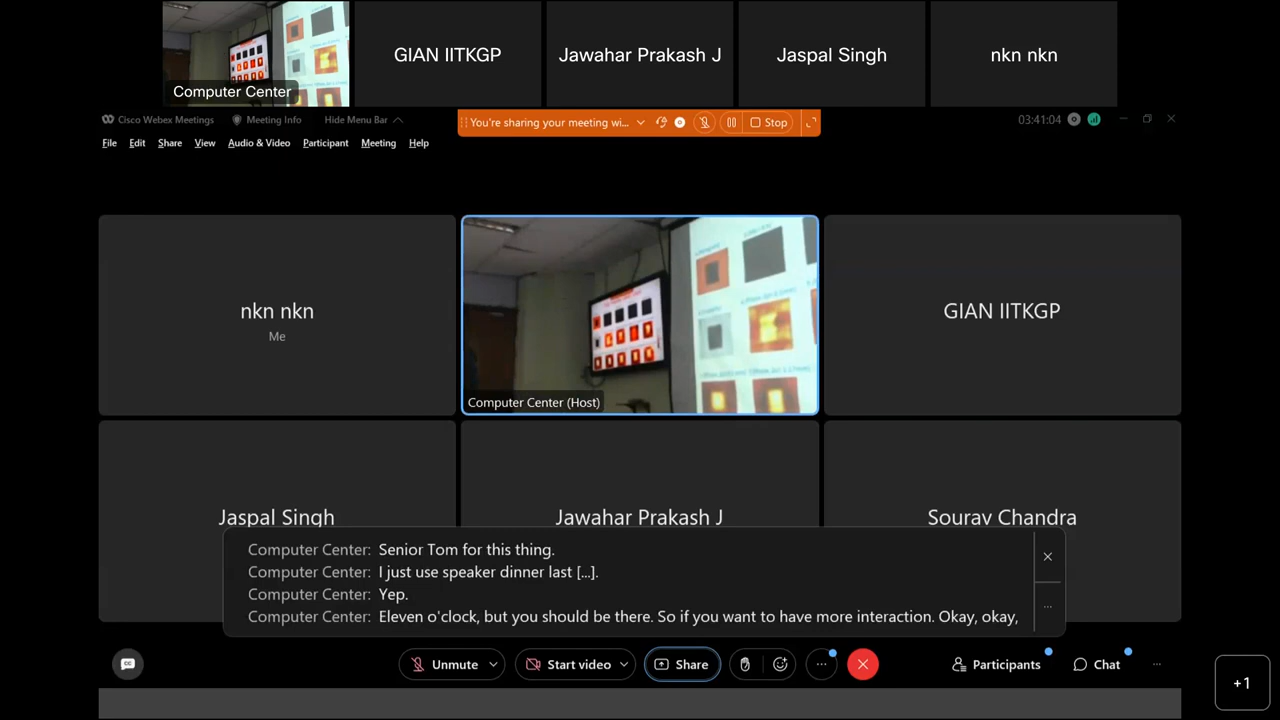 Computer Center
GIAN IITKGP
Jawahar Prakash J
Jaspal Singh
nkn nkn
Cisco Webex Meetings
Meeting Info
Hide Menu Bar
You're sharing your meeting wi...
Stop
03:41:04
File Edit Share View Audio & Video Participant Meeting Help
nkn nkn
Me
Computer Center (Host)
GIAN IITKGP
Jaspal Singh
Jawahar Prakash J
Sourav Chandra
Computer Center: Senior Tom for this thing.
Computer Center: I just use speaker dinner last [...].
Computer Center: Yep.
Computer Center: Eleven o'clock, but you should be there. So if you want to have more interaction. Okay, okay,
Unmute
Start video
Share
Participants
Chat
+1